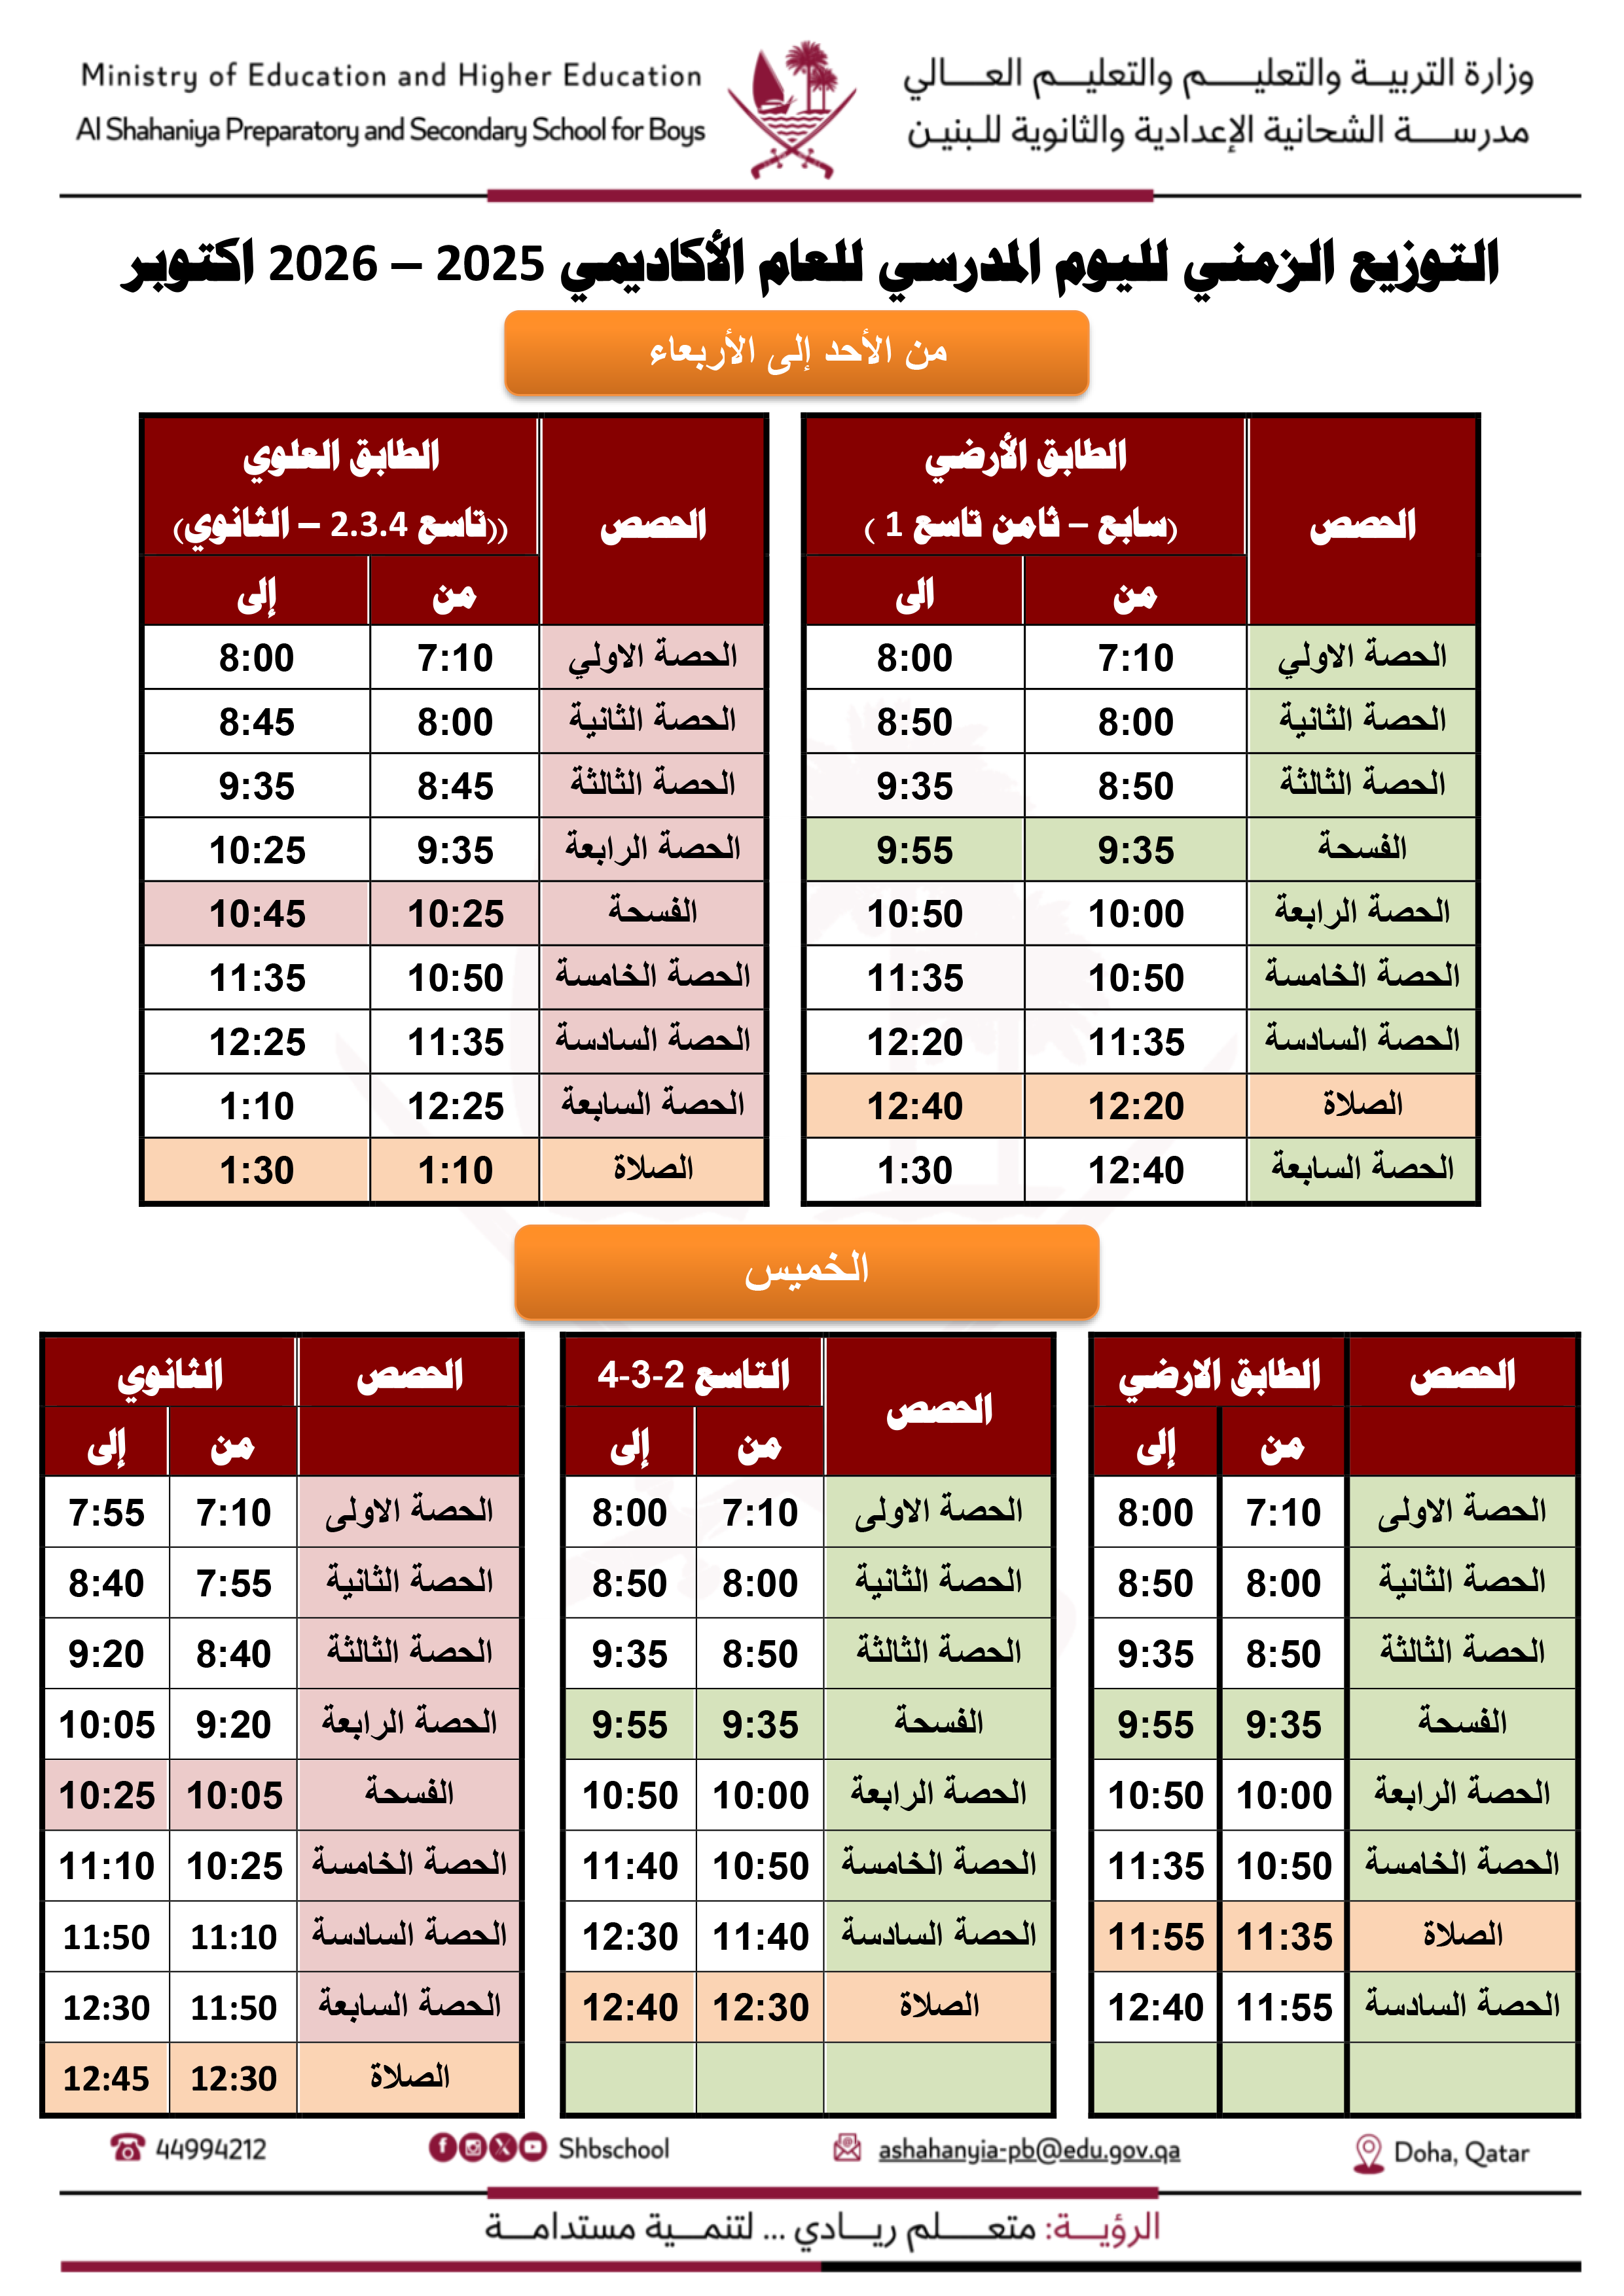 Ministry of Education and Higher Education
Al Shahaniya Preparatory and Secondary School for Boys
وزارة التربيــة والتعليــــم والتعليــم العــــالي
مدرســــة الشحانية الإعدادية والثانوية للـبنيـن
التوزيع الزمني لليوم المدرسي للعام الأكاديمي 2025 – 2026 اكتوبر
من الأحد إلى الأربعاء
الحصص الطابق الأرضي
(سابع – ثامن تاسع 1 )
من الى
الحصة الاولي 7:10 8:00
الحصة الثانية 8:00 8:50
الحصة الثالثة 8:50 9:35
الفسحة 9:35 9:55
الحصة الرابعة 10:00 10:50
الحصة الخامسة 10:50 11:35
الحصة السادسة 11:35 12:20
الصلاة 12:20 12:40
الحصة السابعة 12:40 1:30
الحصص الطابق العلوي
((تاسع 2.3.4 – الثانوي)
من إلى
الحصة الاولي 7:10 8:00
الحصة الثانية 8:00 8:45
الحصة الثالثة 8:45 9:35
الحصة الرابعة 9:35 10:25
الفسحة 10:25 10:45
الحصة الخامسة 10:50 11:35
الحصة السادسة 11:35 12:25
الحصة السابعة 12:25 1:10
الصلاة 1:10 1:30
الخميس
الحصص الطابق الارضي
من إلى
الحصة الاولى 7:10 8:00
الحصة الثانية 8:00 8:50
الحصة الثالثة 8:50 9:35
الفسحة 9:35 9:55
الحصة الرابعة 10:00 10:50
الحصة الخامسة 10:50 11:35
الصلاة 11:35 11:55
الحصة السادسة 11:55 12:40
الحصص التاسع 2-3-4
من إلى
الحصة الاولى 7:10 8:00
الحصة الثانية 8:00 8:50
الحصة الثالثة 8:50 9:35
الفسحة 9:35 9:55
الحصة الرابعة 10:00 10:50
الحصة الخامسة 10:50 11:40
الحصة السادسة 11:40 12:30
الصلاة 12:30 12:40
الحصص الثانوي
من إلى
الحصة الاولى 7:10 7:55
الحصة الثانية 7:55 8:40
الحصة الثالثة 8:40 9:20
الحصة الرابعة 9:20 10:05
الفسحة 10:05 10:25
الحصة الخامسة 10:25 11:10
الحصة السادسة 11:10 11:50
الحصة السابعة 11:50 12:30
الصلاة 12:30 12:45
44994212 Shbschool ashahanyia-pb@edu.gov.qa Doha, Qatar
الرؤيــة: متعــــلم ريــادي ... لتنمــية مستدامــة